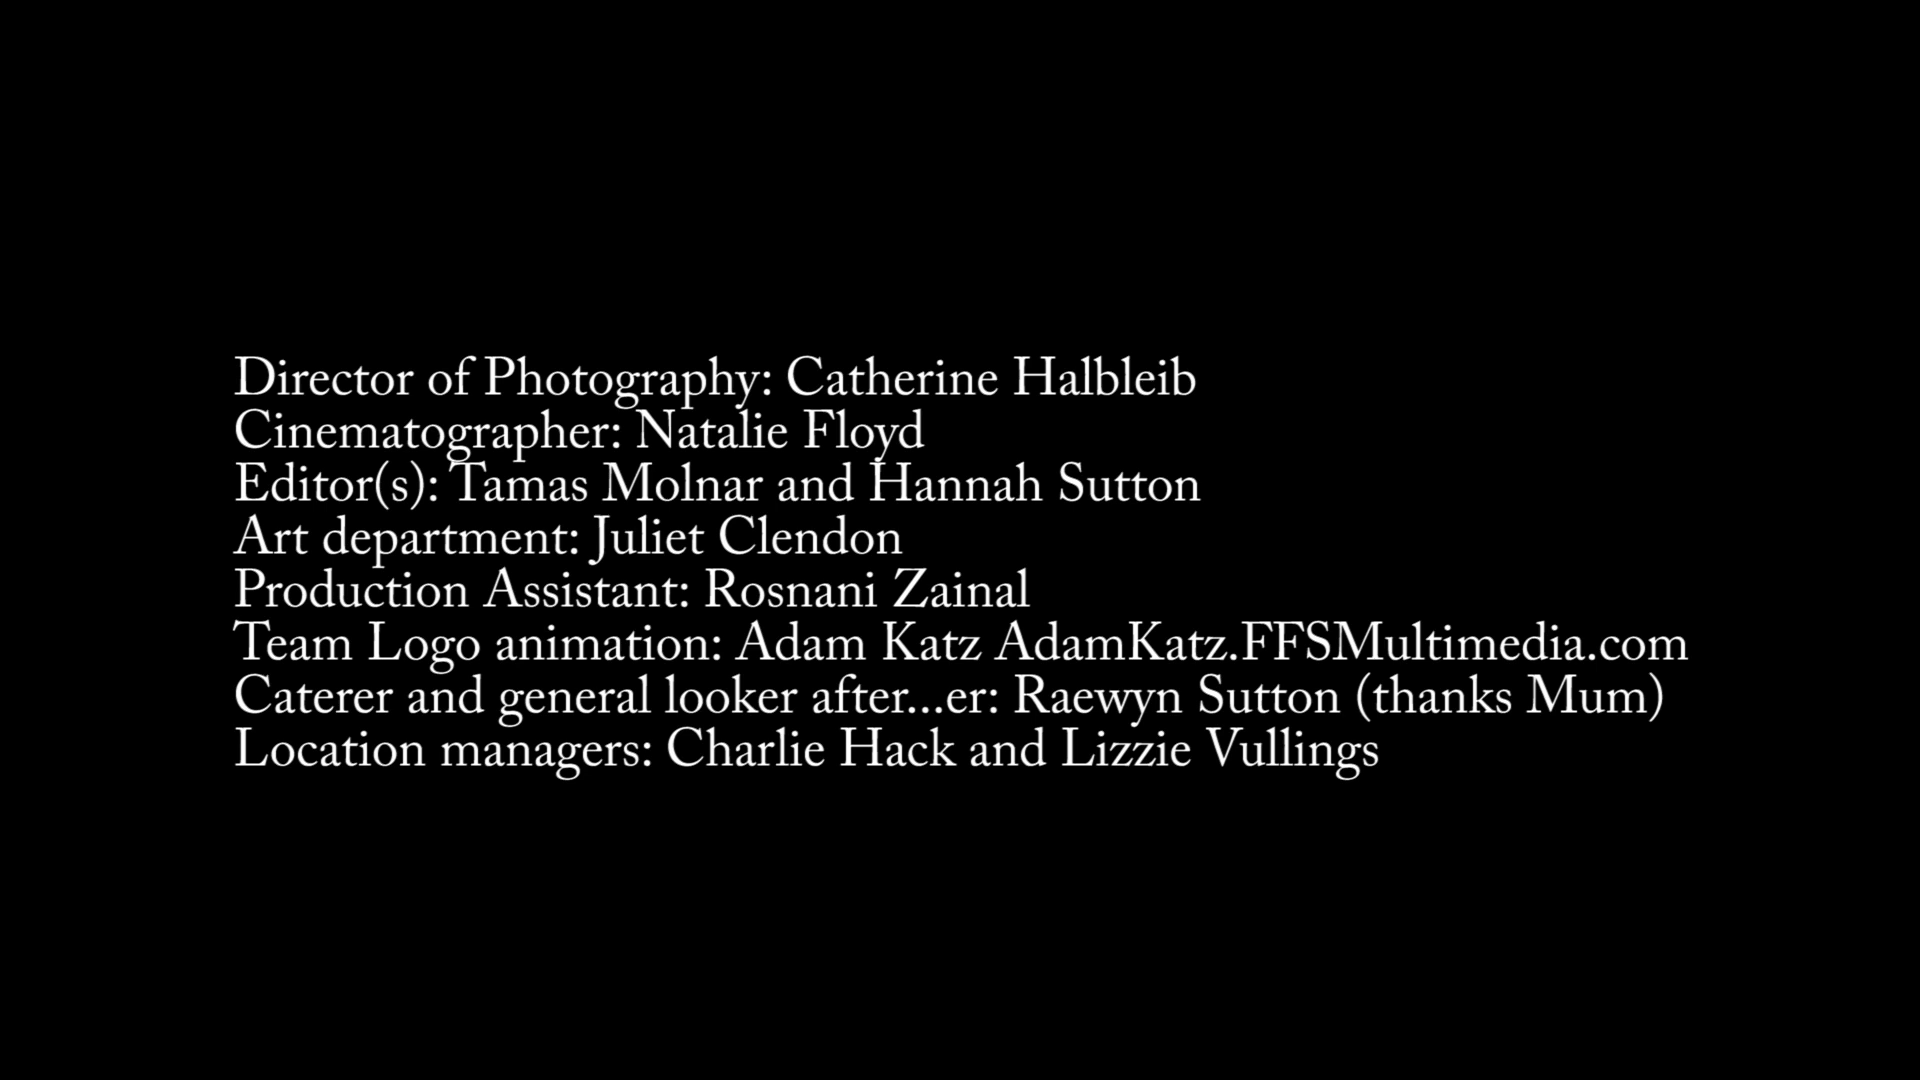 Director of Photography: Catherine Halbleib
Cinematographer: Natalie Floyd
Editor(s): Tamas Molnar and Hannah Sutton
Art department: Juliet Clendon
Production Assistant: Rosnani Zainal
Team Logo animation: Adam Katz AdamKatz.FFSMultimedia.com
Caterer and general looker after...er: Raewyn Sutton (thanks Mum)
Location managers: Charlie Hack and Lizzie Vullings